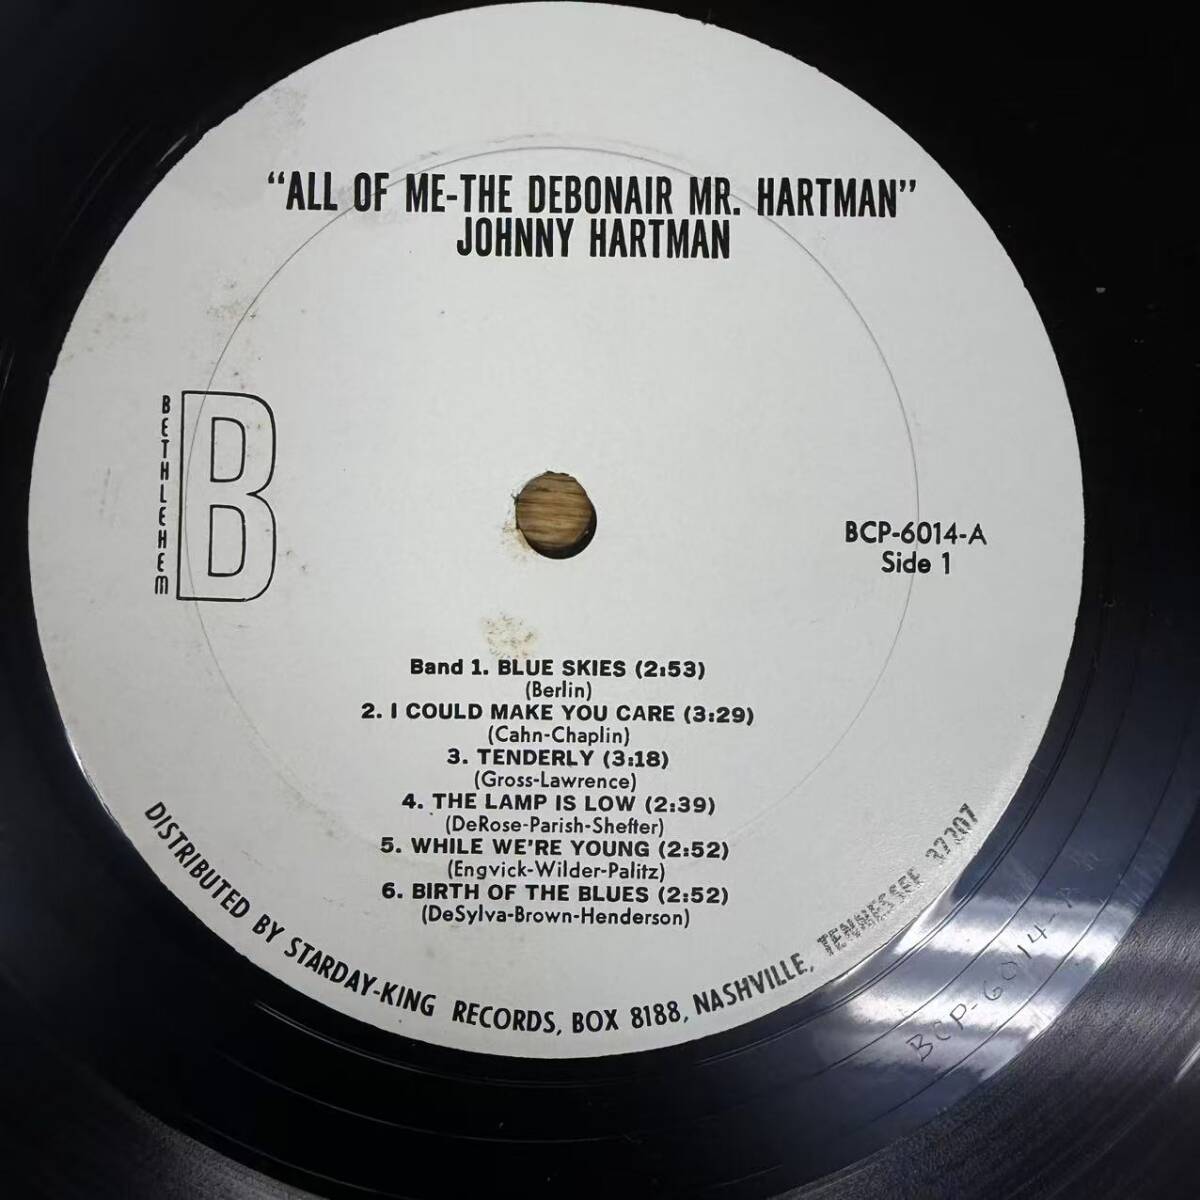 "ALL OF ME-THE DEBONAIR MR. HARTMAN"
JOHNNY HARTMAN
BETHLEHEM
B
BCP-6014-A
Side 1
Band 1. BLUE SKIES (2:53)
(Berlin)
2. I COULD MAKE YOU CARE (3:29)
(Cahn-Chaplin)
3. TENDERLY (3:18)
(Gross-Lawrence)
4. THE LAMP IS LOW (2:39)
(DeRose-Parish-Shefter)
5. WHILE WE'RE YOUNG (2:52)
(Engvick-Wilder-Palitz)
6. BIRTH OF THE BLUES (2:52)
(DeSylva-Brown-Henderson)
DISTRIBUTED BY STARDAY-KING RECORDS, BOX 8188, NASHVILLE, TENNESSEE
BCP-6014-A